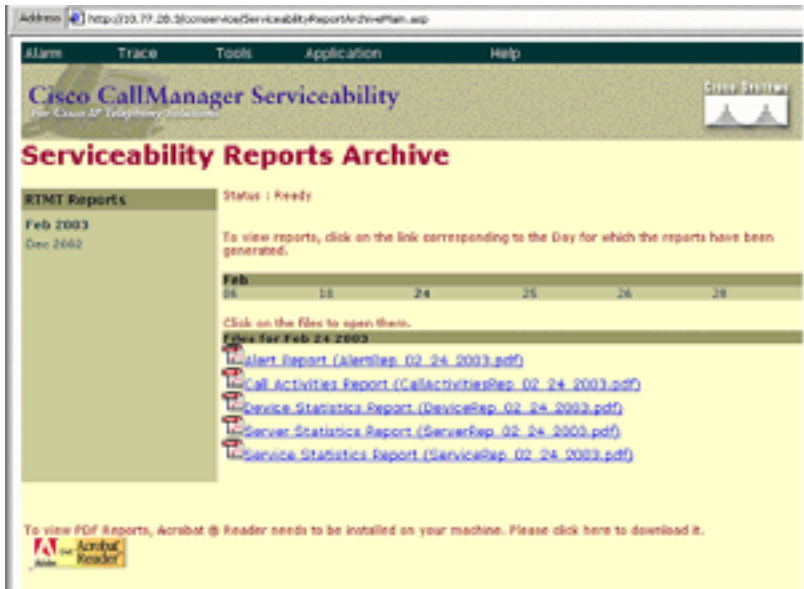 Address http://10.77.28.5/ccmservice/ServiceabilityReportArchiveMain.asp
Alarm Trace Tools Application Help
Cisco CallManager Serviceability
For Cisco IP Telephony Solutions
Cisco Systems
Serviceability Reports Archive
RTMT Reports
Feb 2003
Dec 2002
Status : Ready
To view reports, click on the link corresponding to the Day for which the reports have been
generated.
Feb
06 18 24 25 26 28
Click on the files to open them.
Files for Feb 24 2003
Alert Report (AlertRep_02_24_2003.pdf)
Call Activities Report (CallActivitiesRep_02_24_2003.pdf)
Device Statistics Report (DeviceRep_02_24_2003.pdf)
Server Statistics Report (ServerRep_02_24_2003.pdf)
Service Statistics Report (ServiceRep_02_24_2003.pdf)
To view PDF Reports, Acrobat ® Reader needs to be installed on your machine. Please click here to download it.
Adobe Get Acrobat
Reader